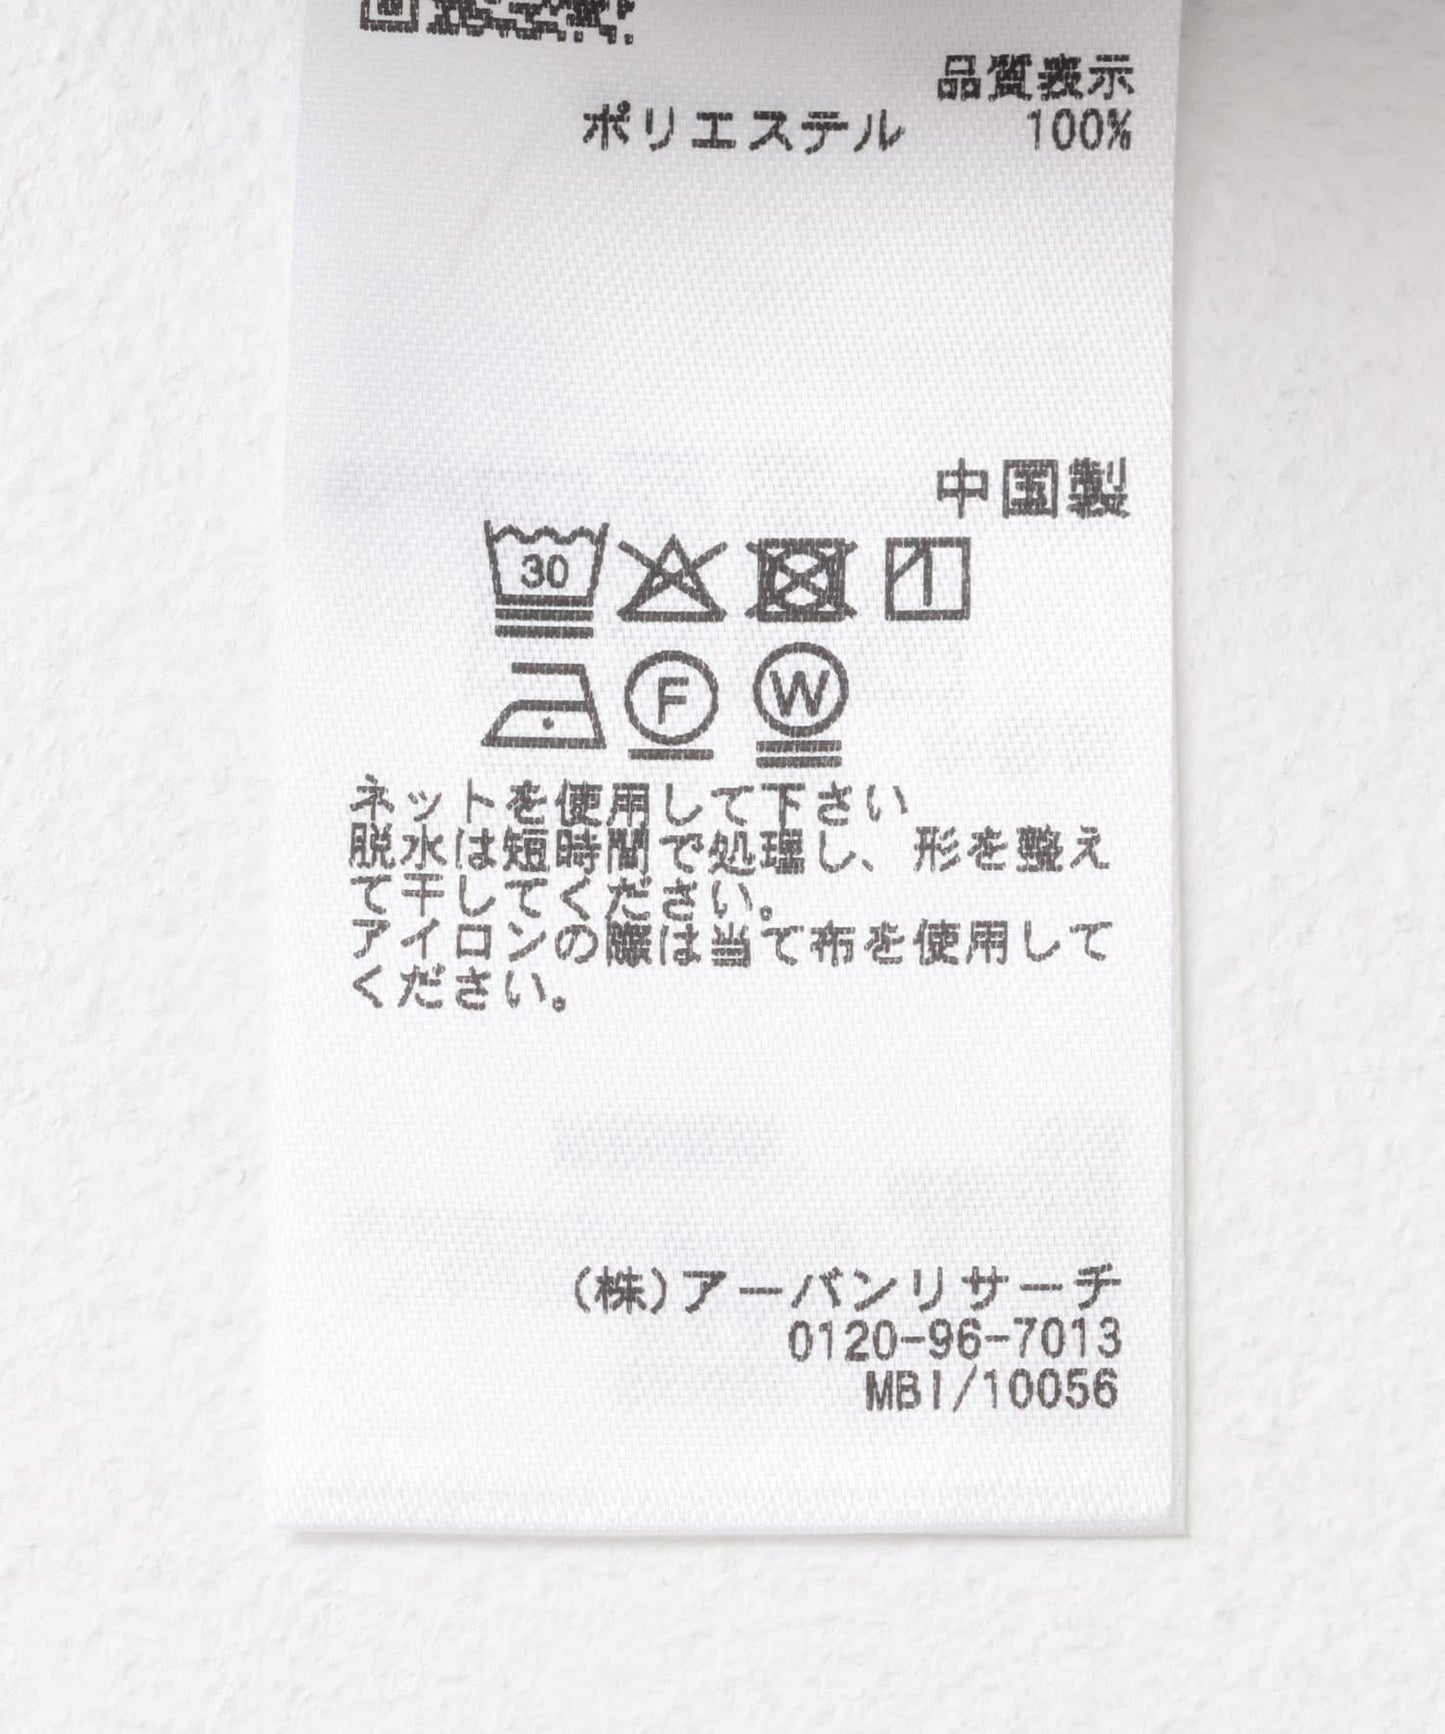 品質表示
ポリエステル 100%
中国製
30
F W
ネットを使用して下さい
脱水は短時間で処理し、形を整え
て干してください。
アイロンの際は当て布を使用して
ください。
(株)アーバンリサーチ
0120-96-7013
MBI/10056